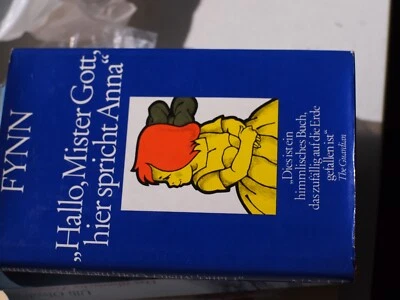 FYNN
„Hallo, Mister Gott,
hier spricht Anna“
„Dies ist ein
himmlisches Buch,
das zufällig auf die Erde
gefallen ist“
The Guardian